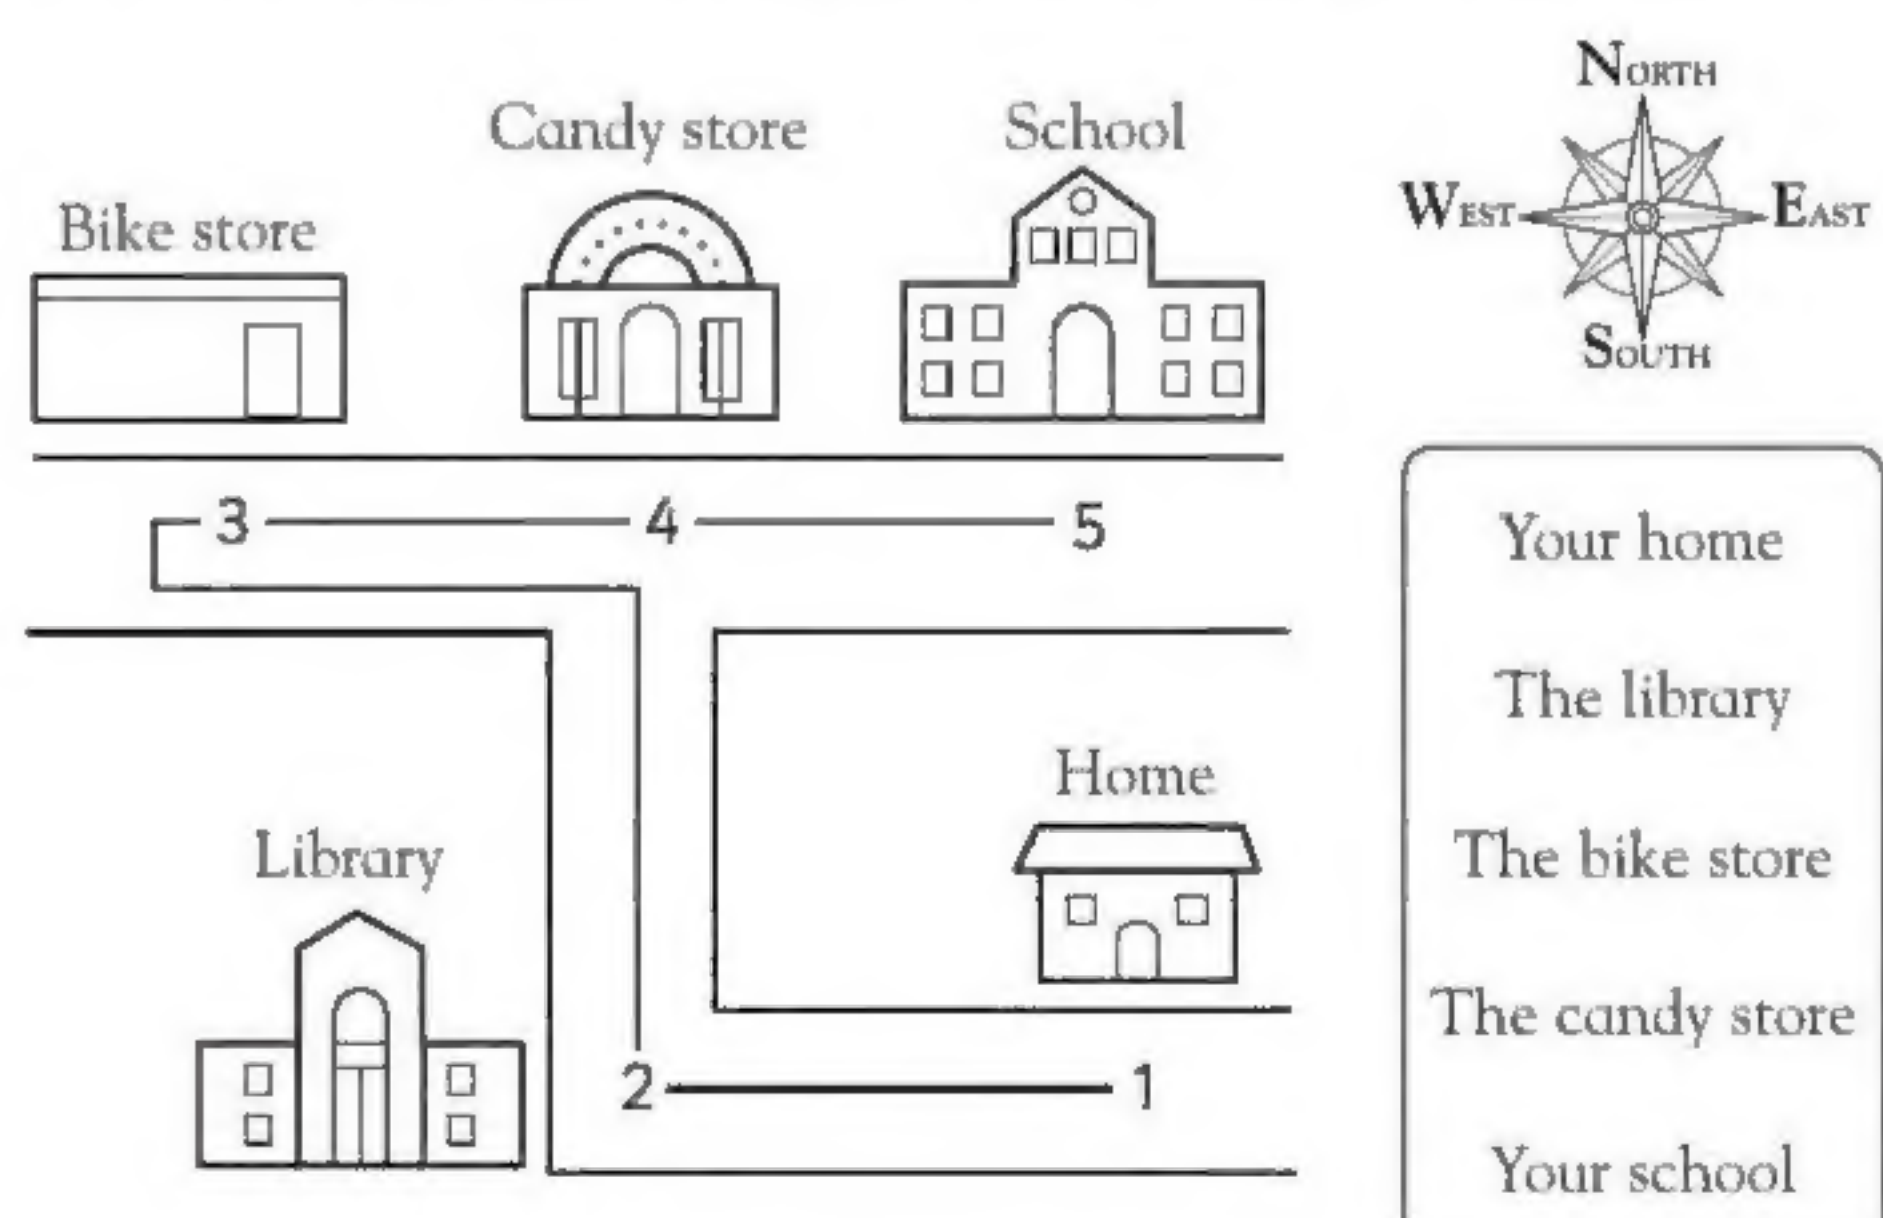 NORTH
Candy store School
WEST EAST
Bike store
SOUTH
3 4 5
Your home
The library
Home
Library
The bike store
The candy store
2 1
Your school